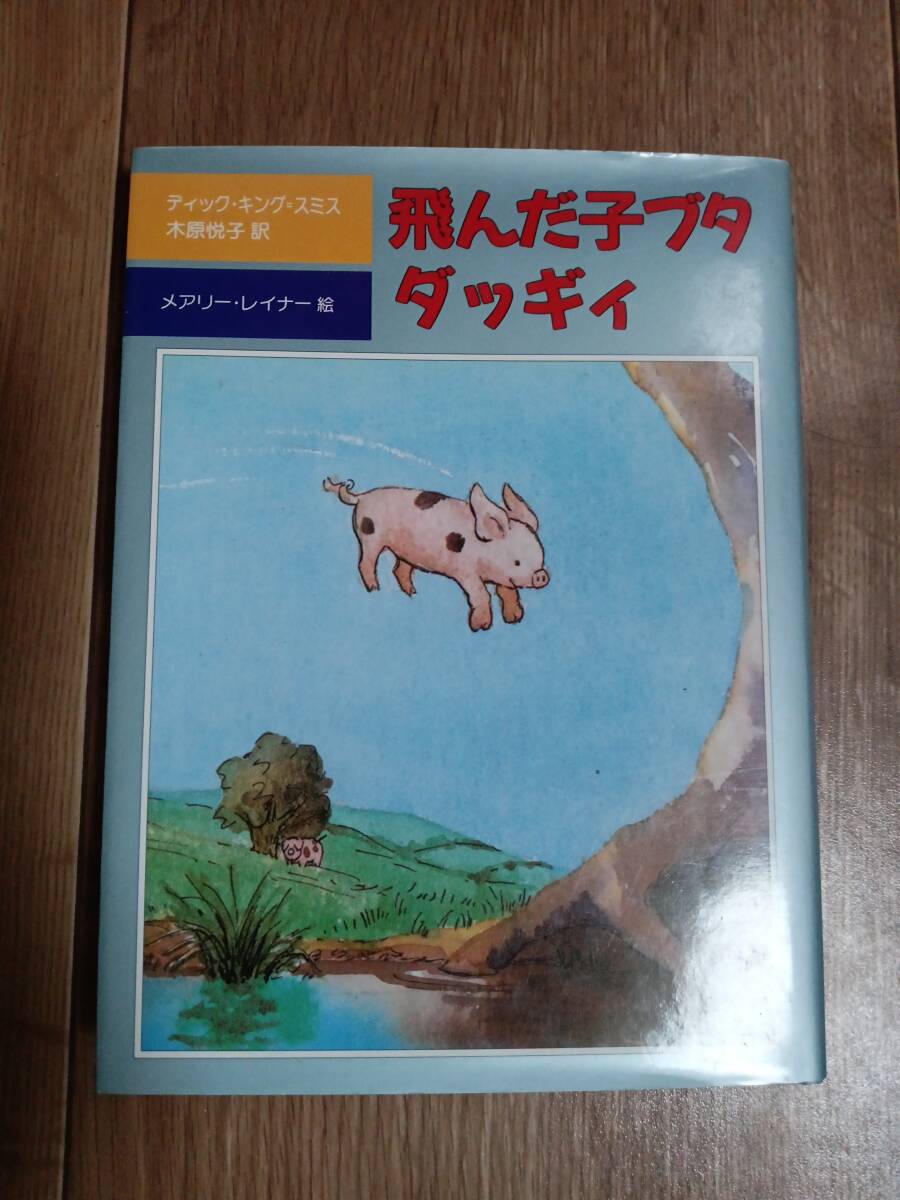 ディック・キング=スミス
木原悦子 訳
メアリー・レイナー 絵
飛んだ子ブタ
ダッギィ